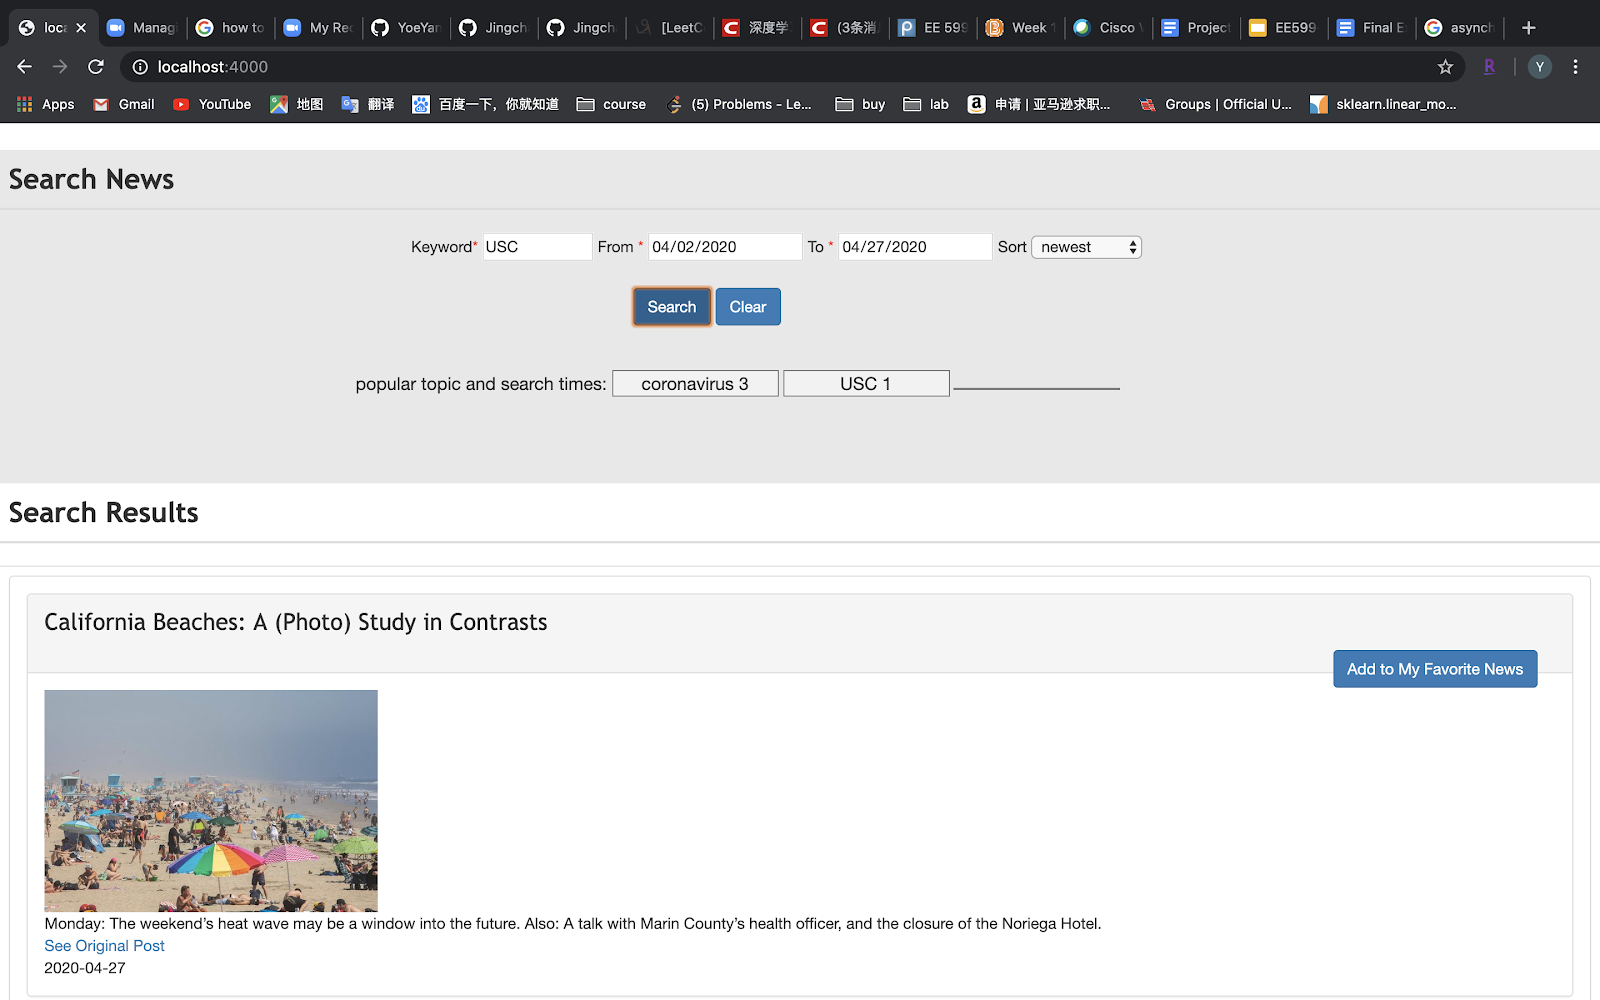 loca Managi how to My Rec YoeYan Jingch Jingch [LeetC 深度学 (3条消 EE 599 Week 1 Cisco Project EE599 Final E asynch
localhost:4000 R Y
Apps Gmail YouTube 地图 翻译 百度一下，你就知道 course (5) Problems - Le... buy lab 申请 | 亚马逊求职... Groups | Official U... sklearn.linear_mo...
Search News
Keyword* USC From * 04/02/2020 To * 04/27/2020 Sort newest
Search Clear
popular topic and search times: coronavirus 3 USC 1
Search Results
California Beaches: A (Photo) Study in Contrasts
Add to My Favorite News
Monday: The weekend’s heat wave may be a window into the future. Also: A talk with Marin County’s health officer, and the closure of the Noriega Hotel.
See Original Post
2020-04-27